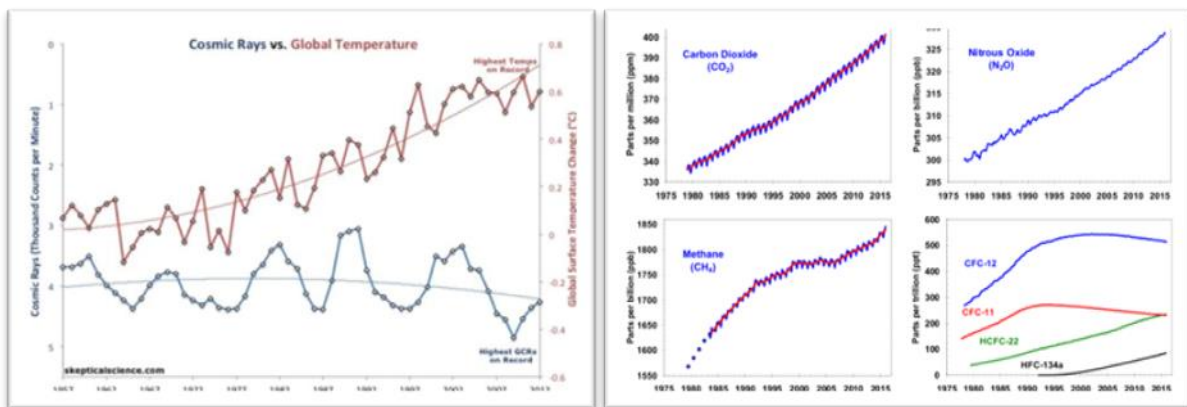 Cosmic Rays vs. Global Temperature
Cosmic Rays (Thousand Counts per Minute)
0
1
2
3
4
5
Highest Temps
on Record
Highest GCRs
on Record
skepticalscience.com
0.8
0.6
0.4
0.2
0
-0.2
-0.4
-0.6
Global Surface Temperature Change (°C)
Carbon Dioxide
(CO₂)
Parts per million (ppm)
400
390
380
370
360
350
340
330
1975 1980 1985 1990 1995 2000 2005 2010 2015
Nitrous Oxide
(N₂O)
Parts per billion (ppb)
325
320
315
310
305
300
295
1975 1980 1985 1990 1995 2000 2005 2010 2015
Methane
(CH₄)
Parts per billion (ppb)
1850
1800
1750
1700
1650
1600
1550
1975 1980 1985 1990 1995 2000 2005 2010 2015
CFC-12
CFC-11
HCFC-22
HFC-134a
Parts per trillion (ppt)
600
500
400
300
200
100
0
1975 1980 1985 1990 1995 2000 2005 2010 2015